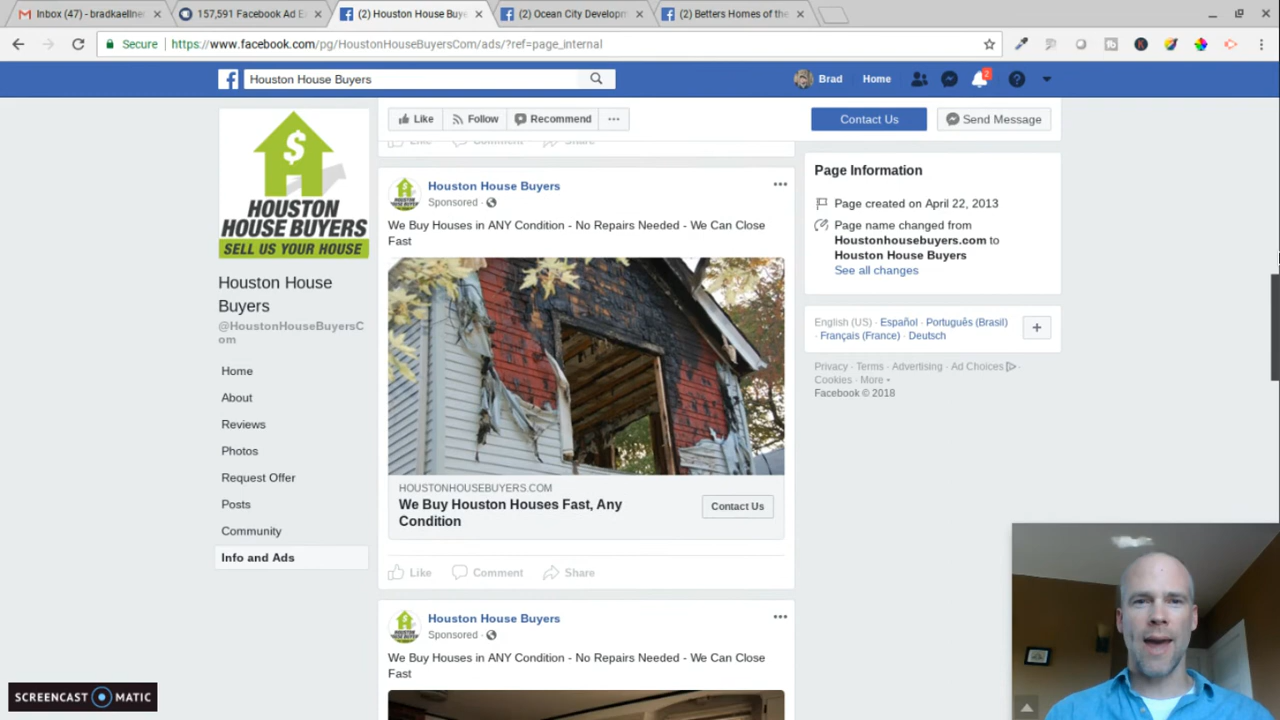 Inbox (47) - bradkaellner
157,591 Facebook Ad E
(2) Houston House Buye
(2) Ocean City Developm
(2) Betters Homes of the
Secure
https://www.facebook.com/pg/HoustonHouseBuyersCom/ads/?ref=page_internal
Houston House Buyers
Brad
Home
2
Like
Follow
Recommend
Contact Us
Send Message
Like
Comment
Share
$
HOUSTON
HOUSE BUYERS
SELL US YOUR HOUSE
Houston House
Buyers
@HoustonHouseBuyersC
om
Home
About
Reviews
Photos
Request Offer
Posts
Community
Info and Ads
Houston House Buyers
Sponsored ·
We Buy Houses in ANY Condition - No Repairs Needed - We Can Close
Fast
HOUSTONHOUSEBUYERS.COM
We Buy Houston Houses Fast, Any
Condition
Contact Us
Like
Comment
Share
Houston House Buyers
Sponsored ·
We Buy Houses in ANY Condition - No Repairs Needed - We Can Close
Fast
Page Information
Page created on April 22, 2013
Page name changed from
Houstonhousebuyers.com to
Houston House Buyers
See all changes
English (US) · Español · Português (Brasil)
· Français (France) · Deutsch
Privacy · Terms · Advertising · Ad Choices ·
Cookies · More
Facebook © 2018
SCREENCAST MATIC